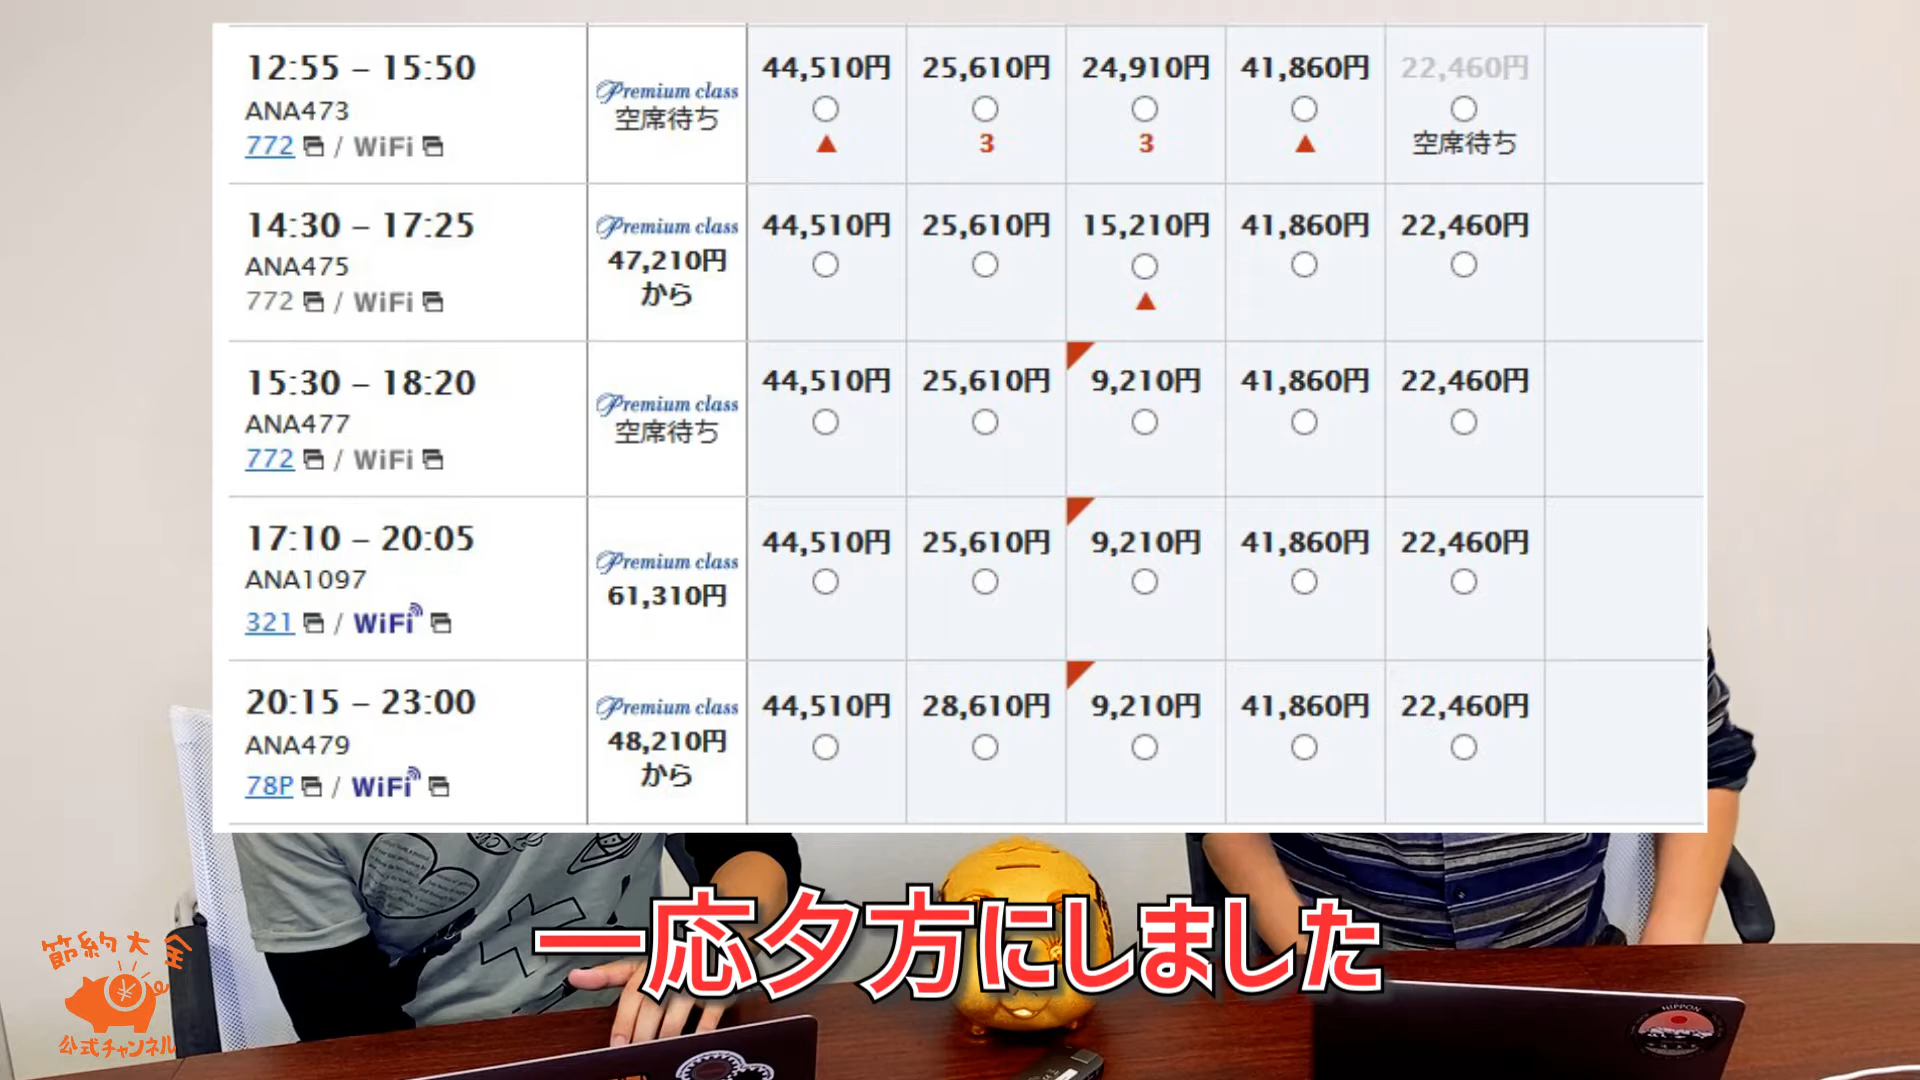 12:55 – 15:50
ANA473
772 / WiFi
Premium class
空席待ち
44,510円
▲
25,610円
3
24,910円
3
41,860円
▲
22,460円
空席待ち
14:30 – 17:25
ANA475
772 / WiFi
Premium class
47,210円
から
44,510円
25,610円
15,210円
▲
41,860円
22,460円
15:30 – 18:20
ANA477
772 / WiFi
Premium class
空席待ち
44,510円
25,610円
9,210円
41,860円
22,460円
17:10 – 20:05
ANA1097
321 / WiFi
Premium class
61,310円
44,510円
25,610円
9,210円
41,860円
22,460円
20:15 – 23:00
ANA479
78P / WiFi
Premium class
48,210円
から
44,510円
28,610円
9,210円
41,860円
22,460円
一応夕方にしました
節約大全
公式チャンネル
NIPPON